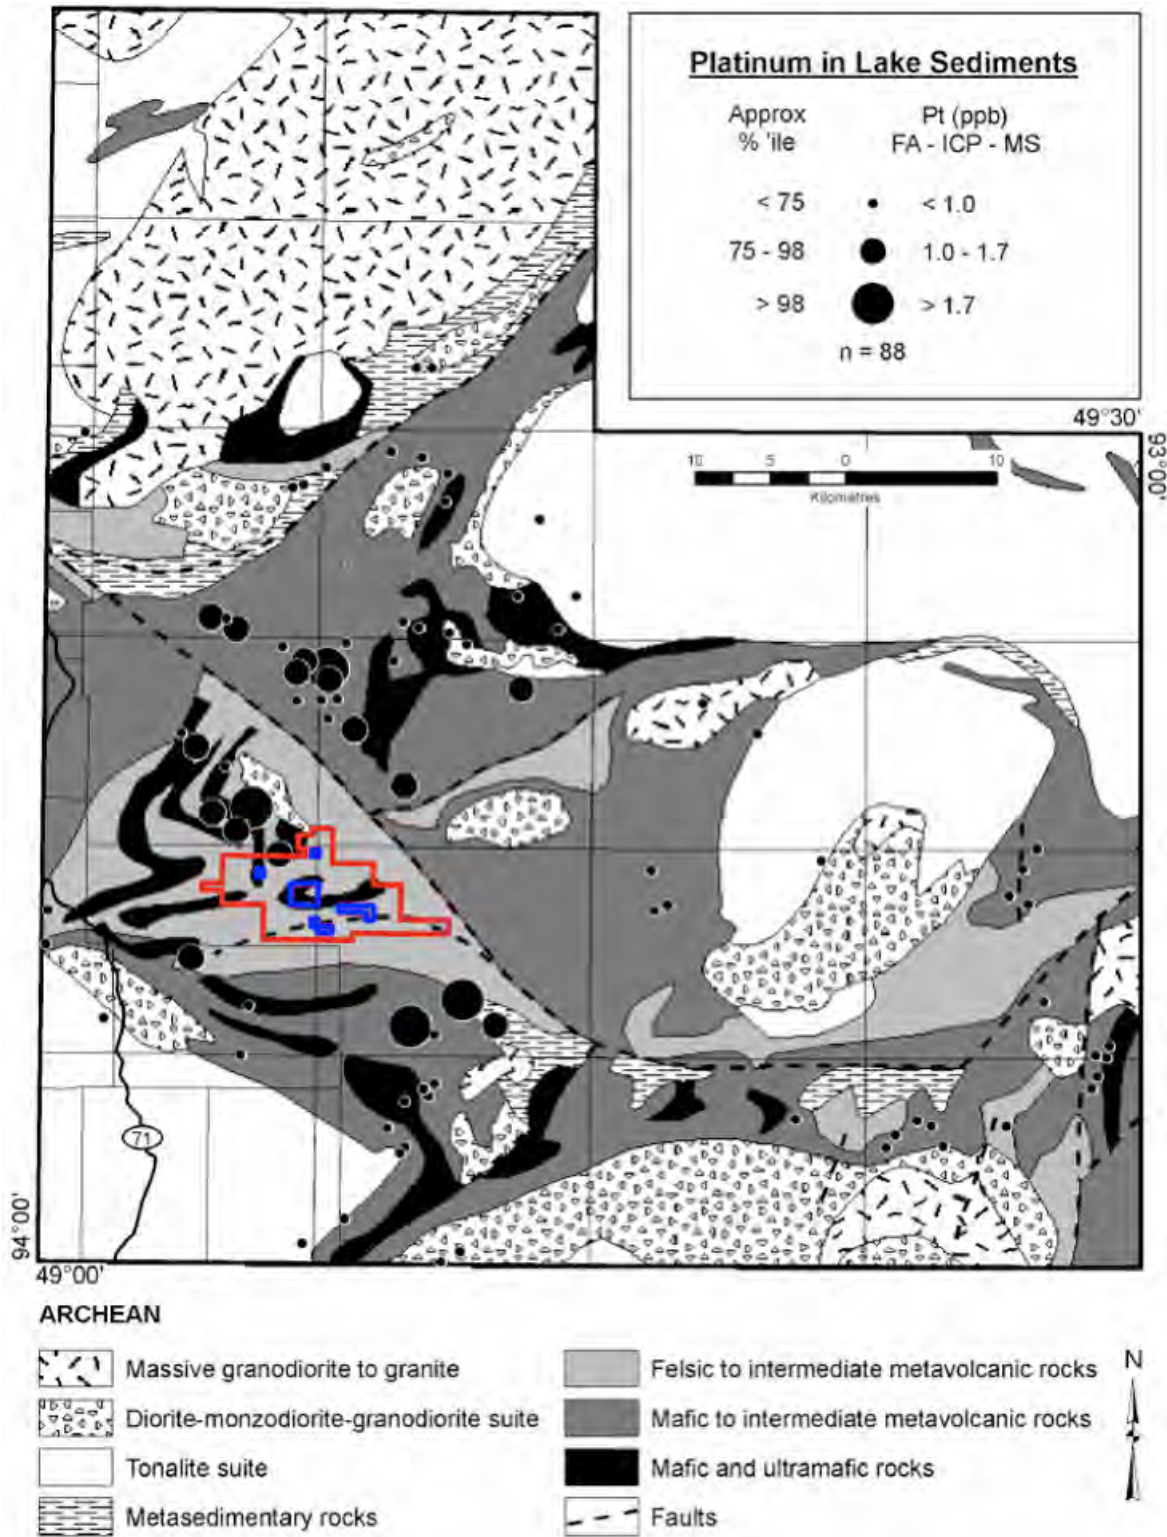 Platinum in Lake Sediments
Approx
% 'ile
Pt (ppb)
FA - ICP - MS
< 75
< 1.0
75 - 98
1.0 - 1.7
> 98
> 1.7
n = 88
49°30'
93°00'
10 5 0 10
Kilometres
71
94°00'
49°00'
ARCHEAN
Massive granodiorite to granite
Diorite-monzodiorite-granodiorite suite
Tonalite suite
Metasedimentary rocks
Felsic to intermediate metavolcanic rocks
Mafic to intermediate metavolcanic rocks
Mafic and ultramafic rocks
Faults
N